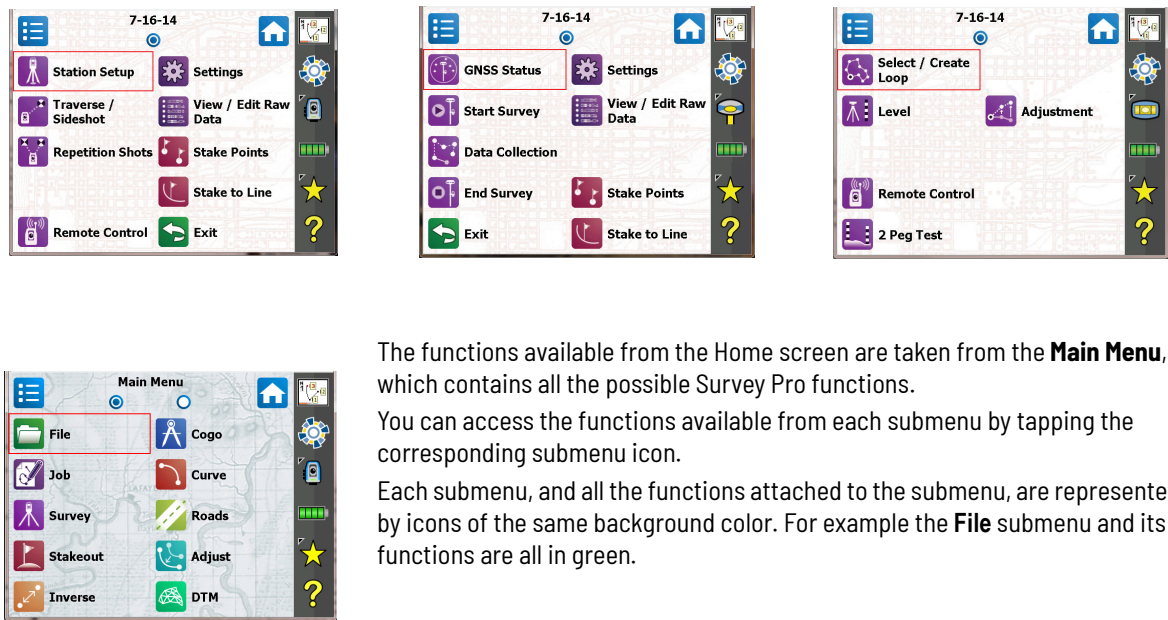 7-16-14
Station Setup
Settings
Traverse /
Sideshot
View / Edit Raw
Data
Repetition Shots
Stake Points
Stake to Line
Remote Control
Exit
?
7-16-14
GNSS Status
Settings
Start Survey
View / Edit Raw
Data
Data Collection
End Survey
Stake Points
Exit
Stake to Line
?
7-16-14
Select / Create
Loop
Level
Adjustment
Remote Control
2 Peg Test
?
Main Menu
File
Cogo
Job
Curve
Survey
Roads
Stakeout
Adjust
Inverse
DTM
?
The functions available from the Home screen are taken from the Main Menu,
which contains all the possible Survey Pro functions.
You can access the functions available from each submenu by tapping the
corresponding submenu icon.
Each submenu, and all the functions attached to the submenu, are represente
by icons of the same background color. For example the File submenu and its
functions are all in green.